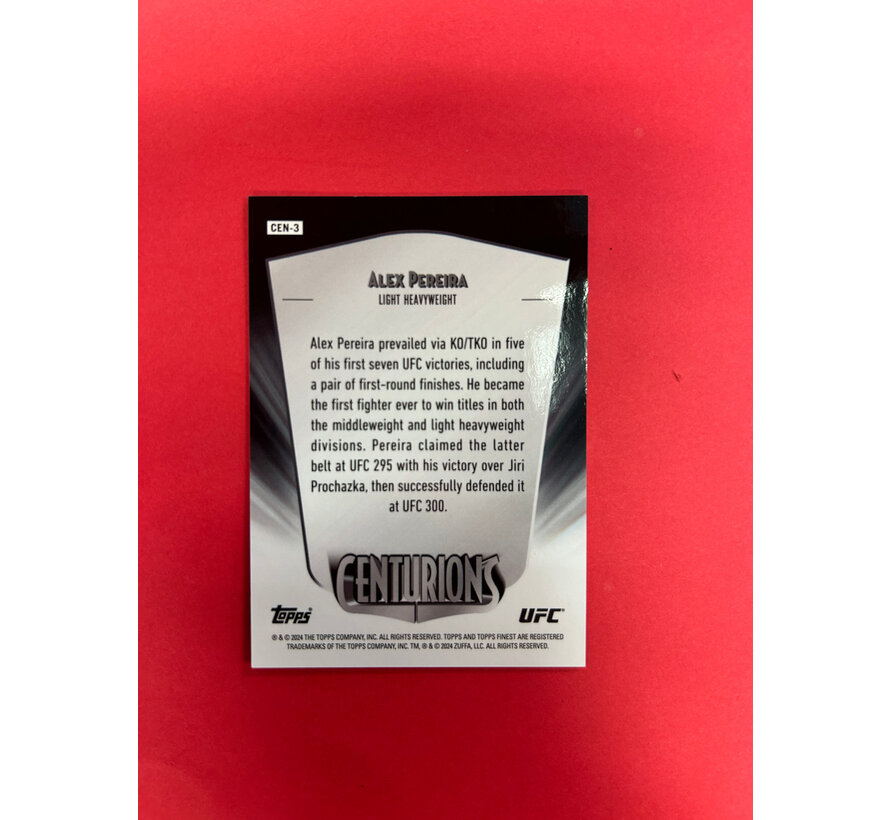 CEN-3
ALEX PEREIRA
LIGHT HEAVYWEIGHT
Alex Pereira prevailed via KO/TKO in five
of his first seven UFC victories, including
a pair of first-round finishes. He became
the first fighter ever to win titles in both
the middleweight and light heavyweight
divisions. Pereira claimed the latter
belt at UFC 295 with his victory over Jiri
Prochazka, then successfully defended it
at UFC 300.
CENTURIONS
topps®
UFC®
® & © 2024 THE TOPPS COMPANY, INC. ALL RIGHTS RESERVED. TOPPS AND TOPPS FINEST ARE REGISTERED
TRADEMARKS OF THE TOPPS COMPANY, INC. TM, ® & © 2024 ZUFFA, LLC. ALL RIGHTS RESERVED.